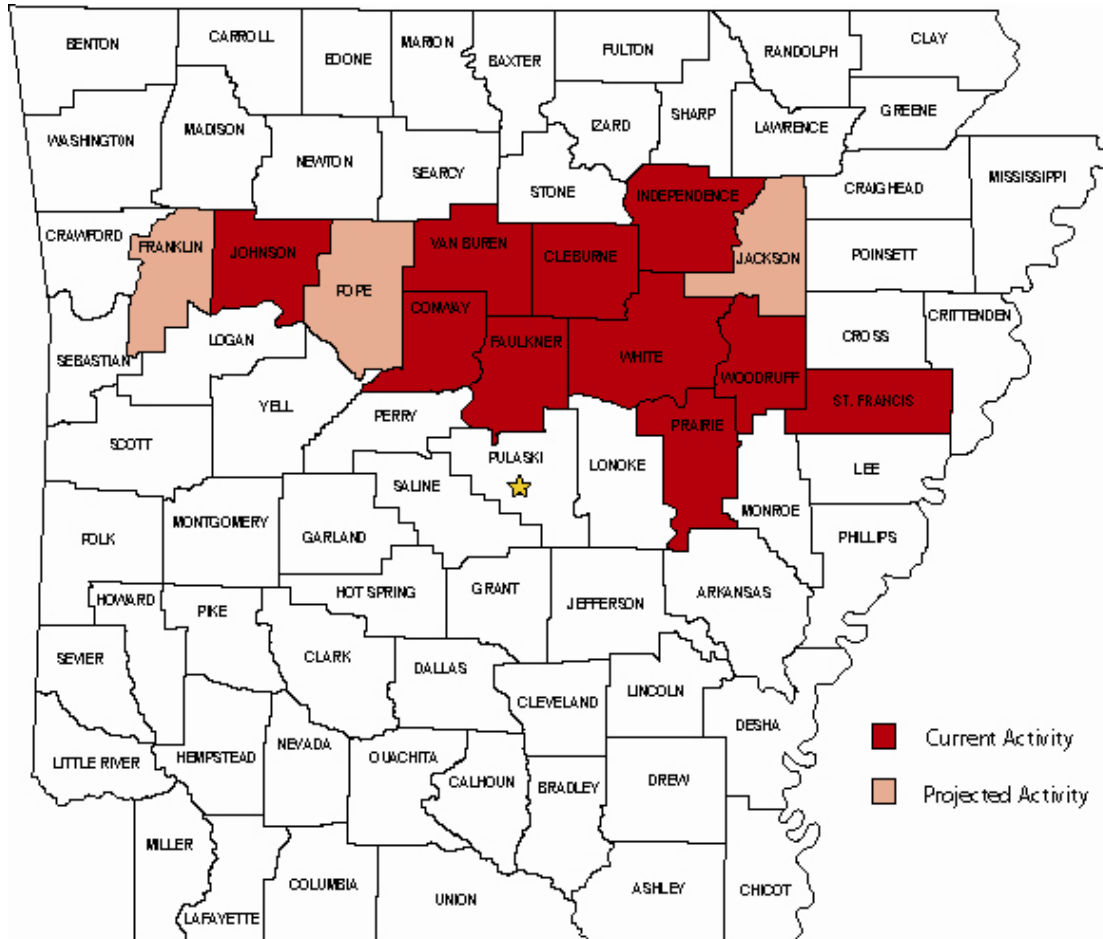 BENTON
CARROLL
BOONE
MARION
BAXTER
FULTON
RANDOLPH
CLAY
WASHINGTON
MADISON
NEWTON
SEARCY
STONE
IZARD
SHARP
LAWRENCE
GREENE
CRAIGHEAD
MISSISSIPPI
CRAWFORD
FRANKLIN
JOHNSON
POPE
VAN BUREN
CLEBURNE
INDEPENDENCE
JACKSON
POINSETT
SEBASTIAN
LOGAN
CONWAY
FAULKNER
WHITE
WOODRUFF
CROSS
CRITTENDEN
ST. FRANCIS
SCOTT
YELL
PERRY
PULASKI
LONOKE
PRAIRIE
LEE
POLK
MONTGOMERY
GARLAND
SALINE
MONROE
PHILLIPS
HOWARD
PIKE
HOT SPRING
GRANT
JEFFERSON
ARKANSAS
SEVIER
CLARK
DALLAS
CLEVELAND
LINCOLN
DESHA
LITTLE RIVER
HEMPSTEAD
NEVADA
OUACHITA
CALHOUN
BRADLEY
DREW
MILLER
LAFAYETTE
COLUMBIA
UNION
ASHLEY
CHICOT
Current Activity
Projected Activity